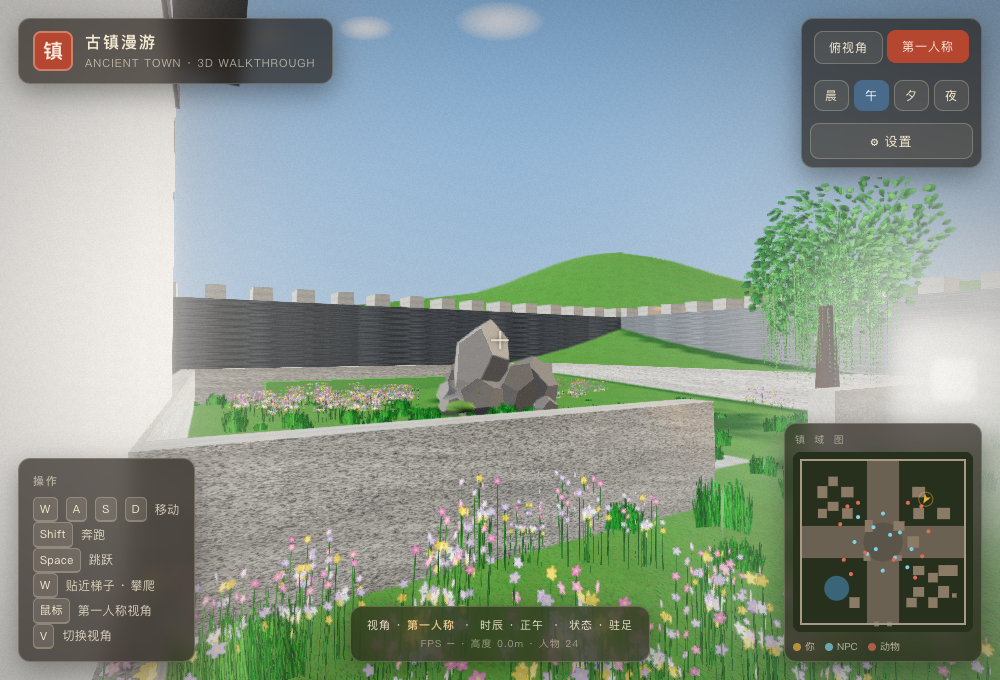 镇
古镇漫游
ANCIENT TOWN · 3D WALKTHROUGH
俯视角 第一人称
晨 午 夕 夜
⚙ 设置
操作
W A S D 移动
Shift 奔跑
Space 跳跃
W 贴近梯子 · 攀爬
鼠标 第一人称视角
V 切换视角
视角 · 第一人称 · 时辰 · 正午 · 状态 · 驻足
FPS — · 高度 0.0m · 人物 24
镇 域 图
你 NPC 动物